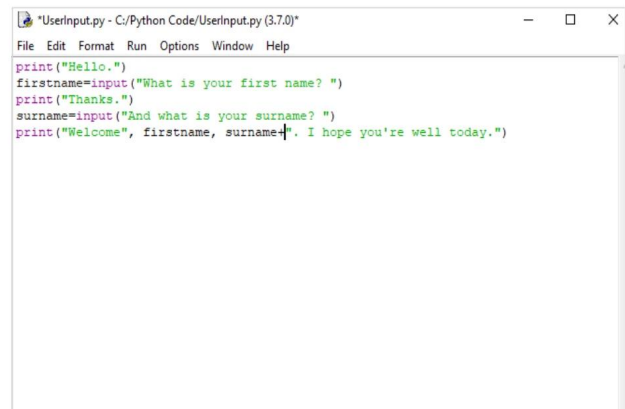 *UserInput.py - C:/Python Code/UserInput.py (3.7.0)*
File Edit Format Run Options Window Help
print("Hello.")
firstname=input("What is your first name? ")
print("Thanks.")
surname=input("And what is your surname? ")
print("Welcome", firstname, surname+". I hope you're well today.")